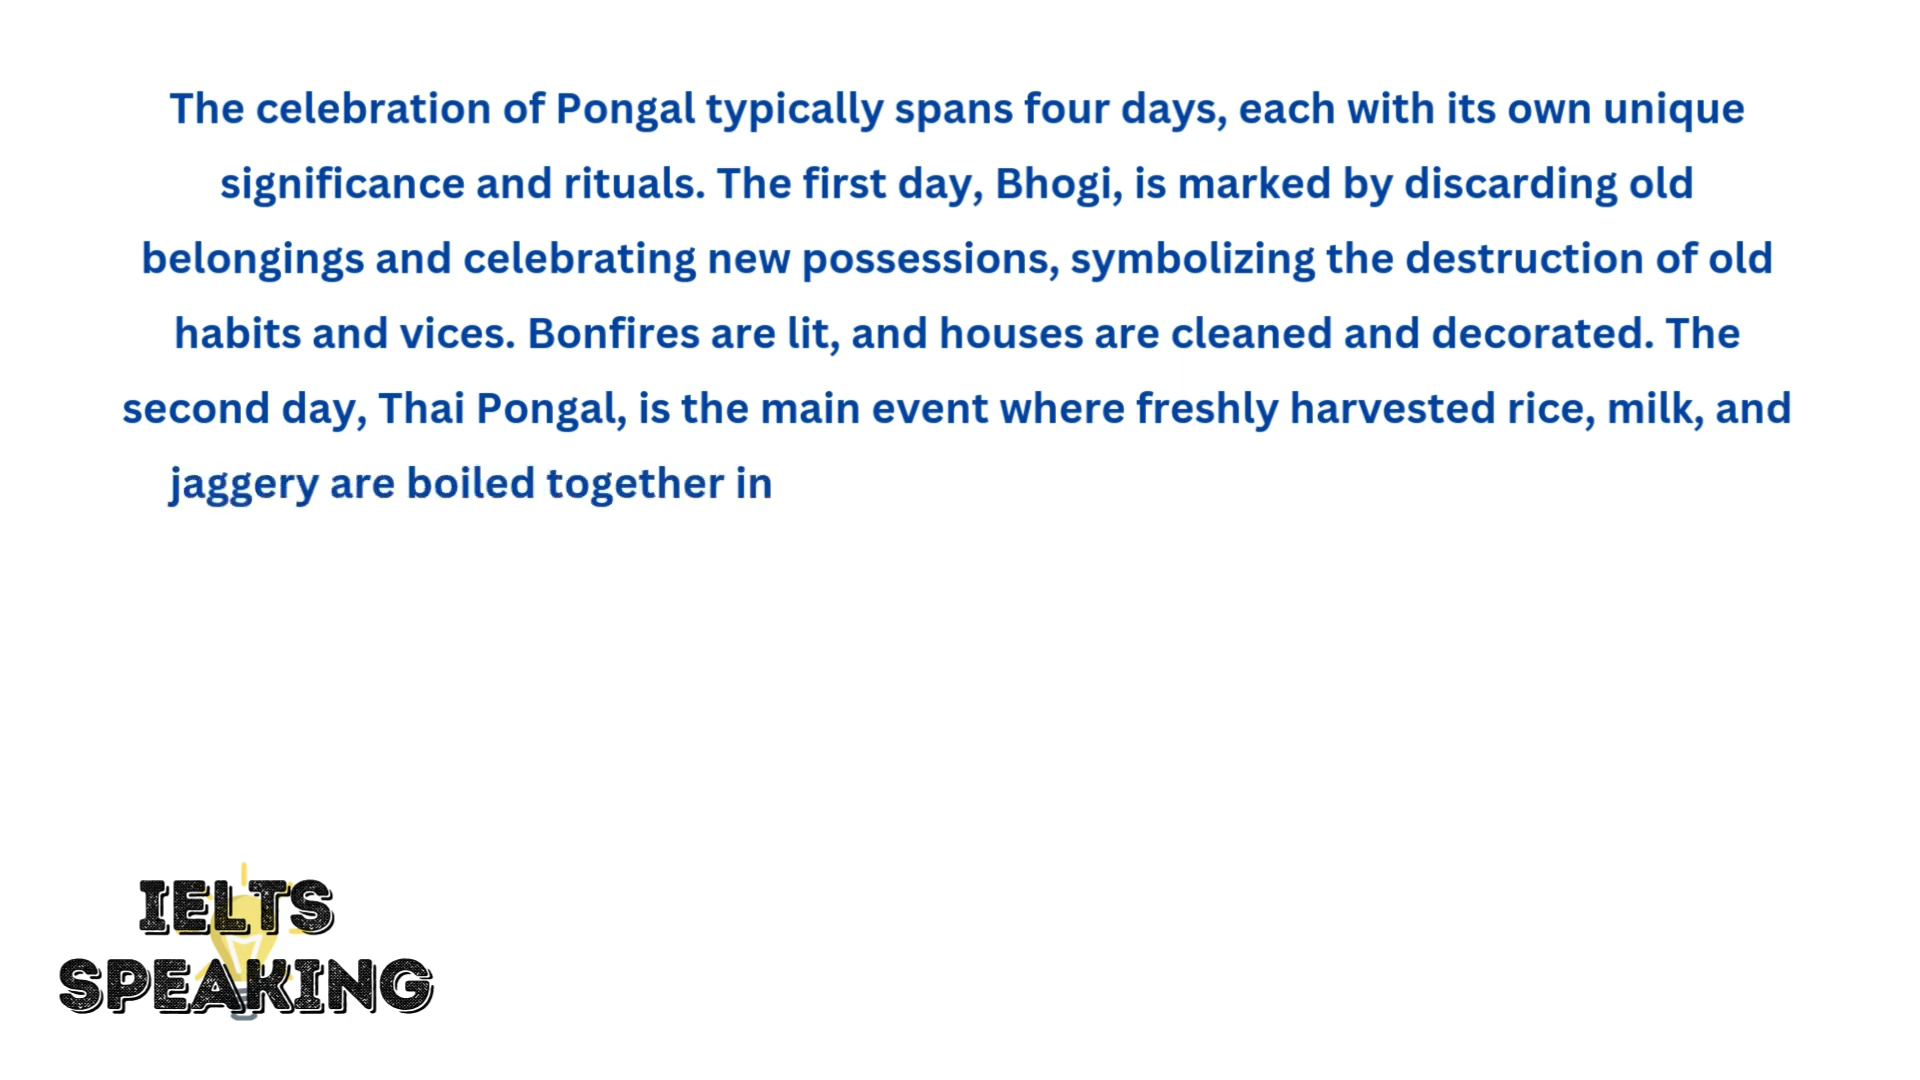 The celebration of Pongal typically spans four days, each with its own unique
significance and rituals. The first day, Bhogi, is marked by discarding old
belongings and celebrating new possessions, symbolizing the destruction of old
habits and vices. Bonfires are lit, and houses are cleaned and decorated. The
second day, Thai Pongal, is the main event where freshly harvested rice, milk, and
jaggery are boiled together in
IELTS
SPEAKING